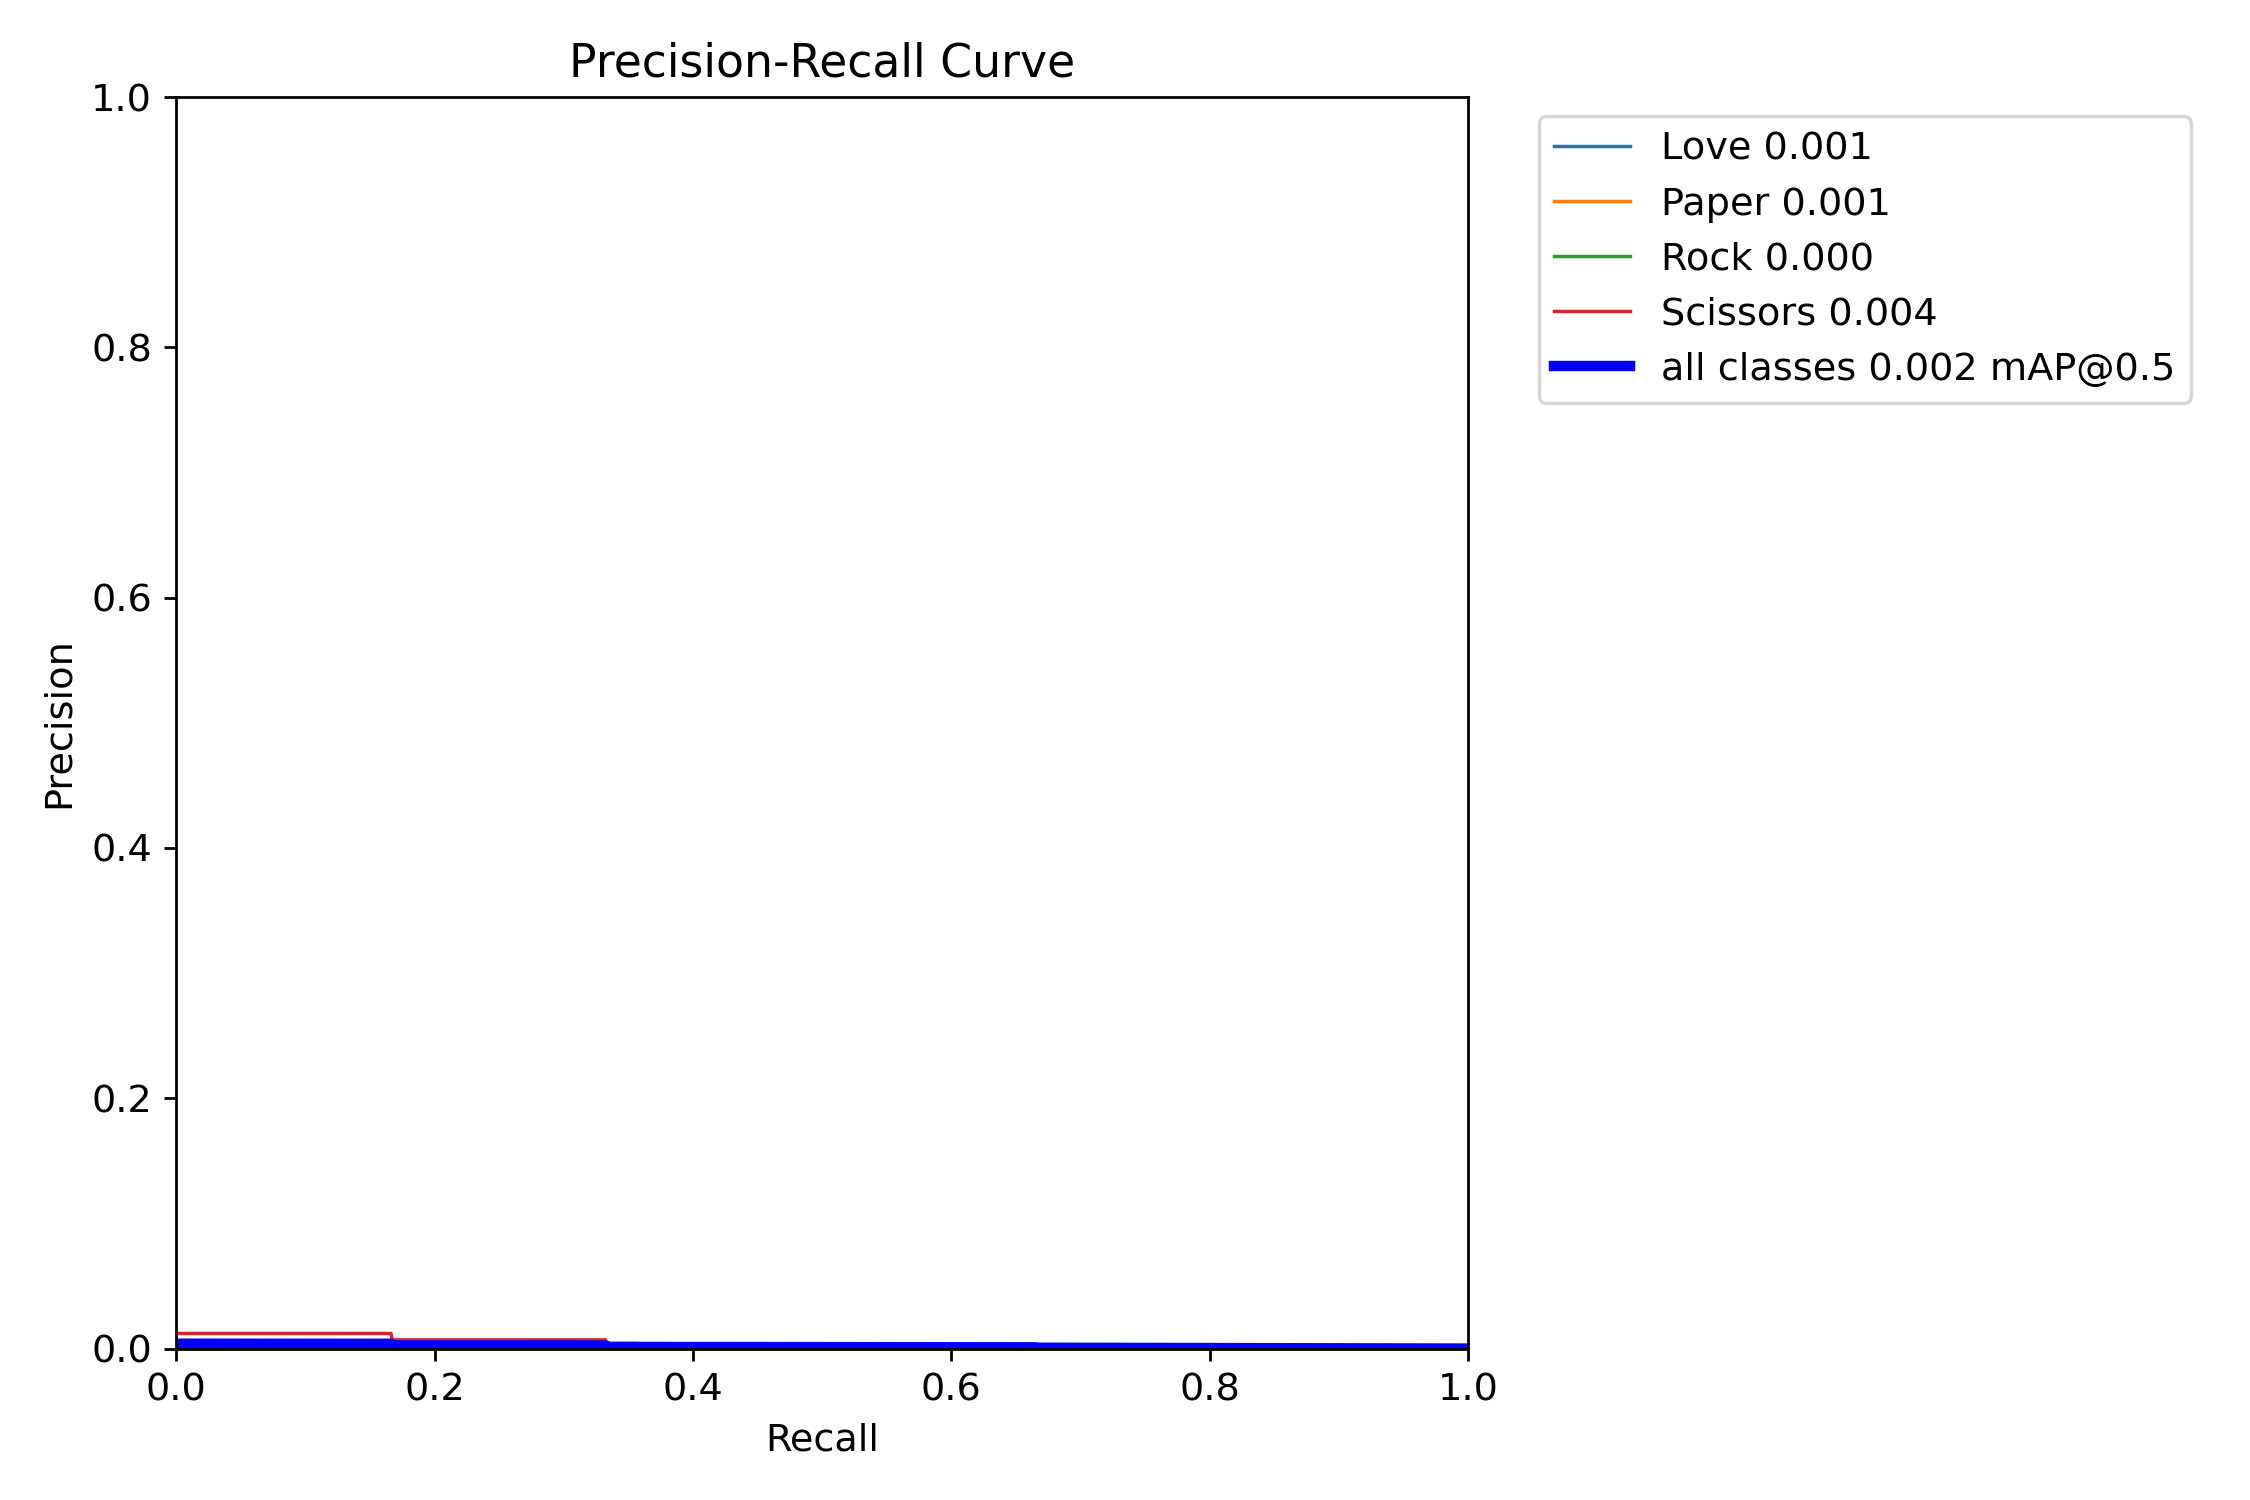 Precision-Recall Curve
1.0
0.8
0.6
0.4
0.2
0.0
Precision
0.0 0.2 0.4 0.6 0.8 1.0
Recall
Love 0.001
Paper 0.001
Rock 0.000
Scissors 0.004
all classes 0.002 mAP@0.5